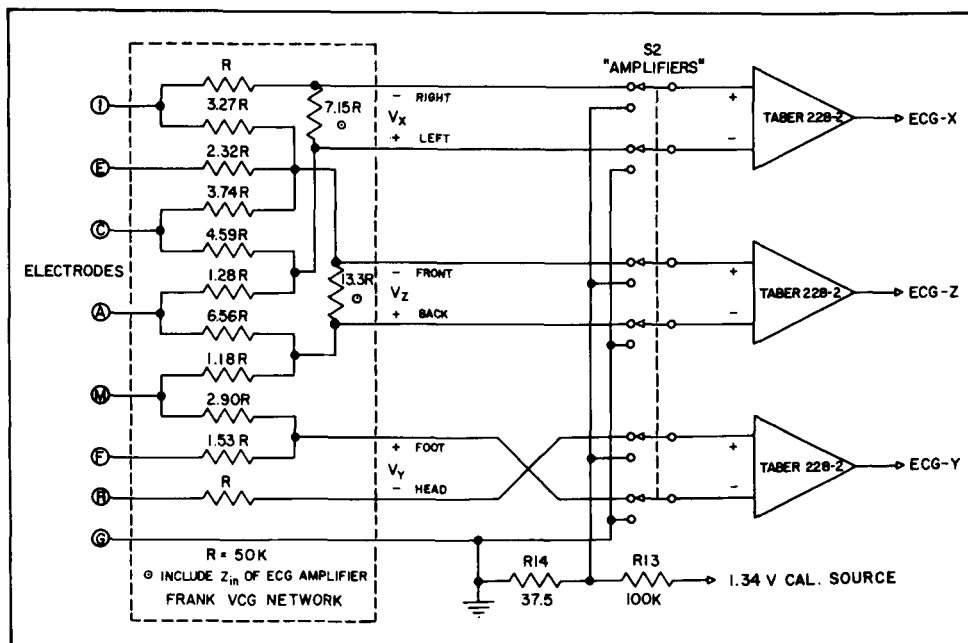 S2
"AMPLIFIERS"
R
3.27R
2.32R
3.74R
4.59R
1.28R
6.56R
1.18R
2.90R
1.53R
R
7.15R
⊙
13.3R
⊙
I
E
C
A
M
F
H
G
ELECTRODES
− RIGHT
VX
+ LEFT
− FRONT
VZ
+ BACK
+ FOOT
VY
− HEAD
+
TABER 228-2
−
ECG-X
+
TABER 228-2
−
ECG-Z
+
TABER 228-2
−
ECG-Y
R = 50K
⊙ INCLUDE Zin OF ECG AMPLIFIER
FRANK VCG NETWORK
R14
37.5
R13
100K
1.34 V CAL. SOURCE